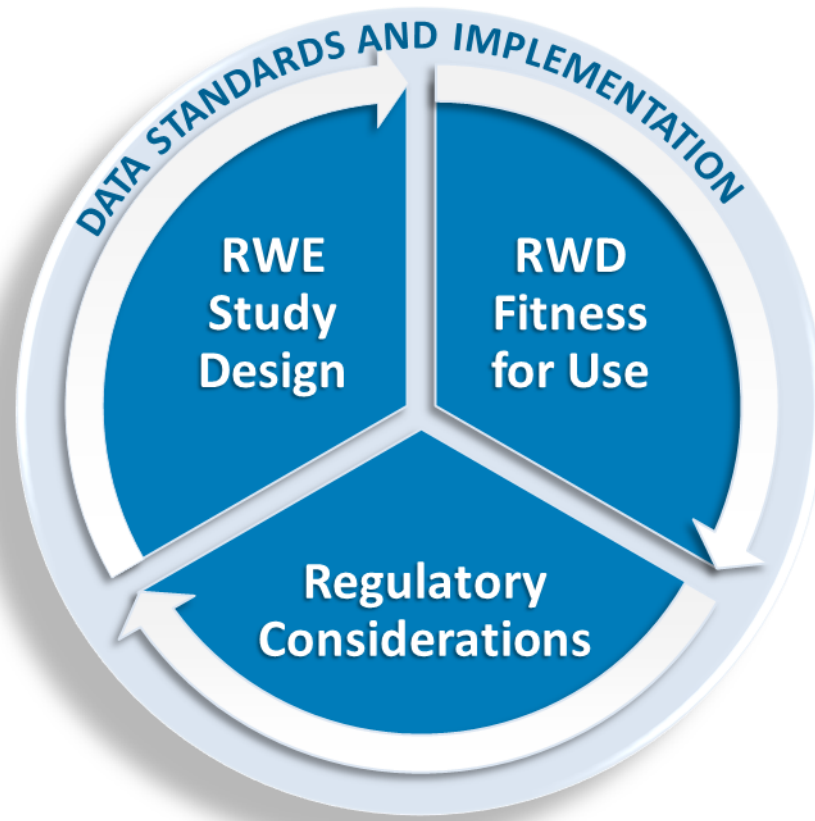 DATA STANDARDS AND IMPLEMENTATION
RWE
Study
Design
RWD
Fitness
for Use
Regulatory
Considerations